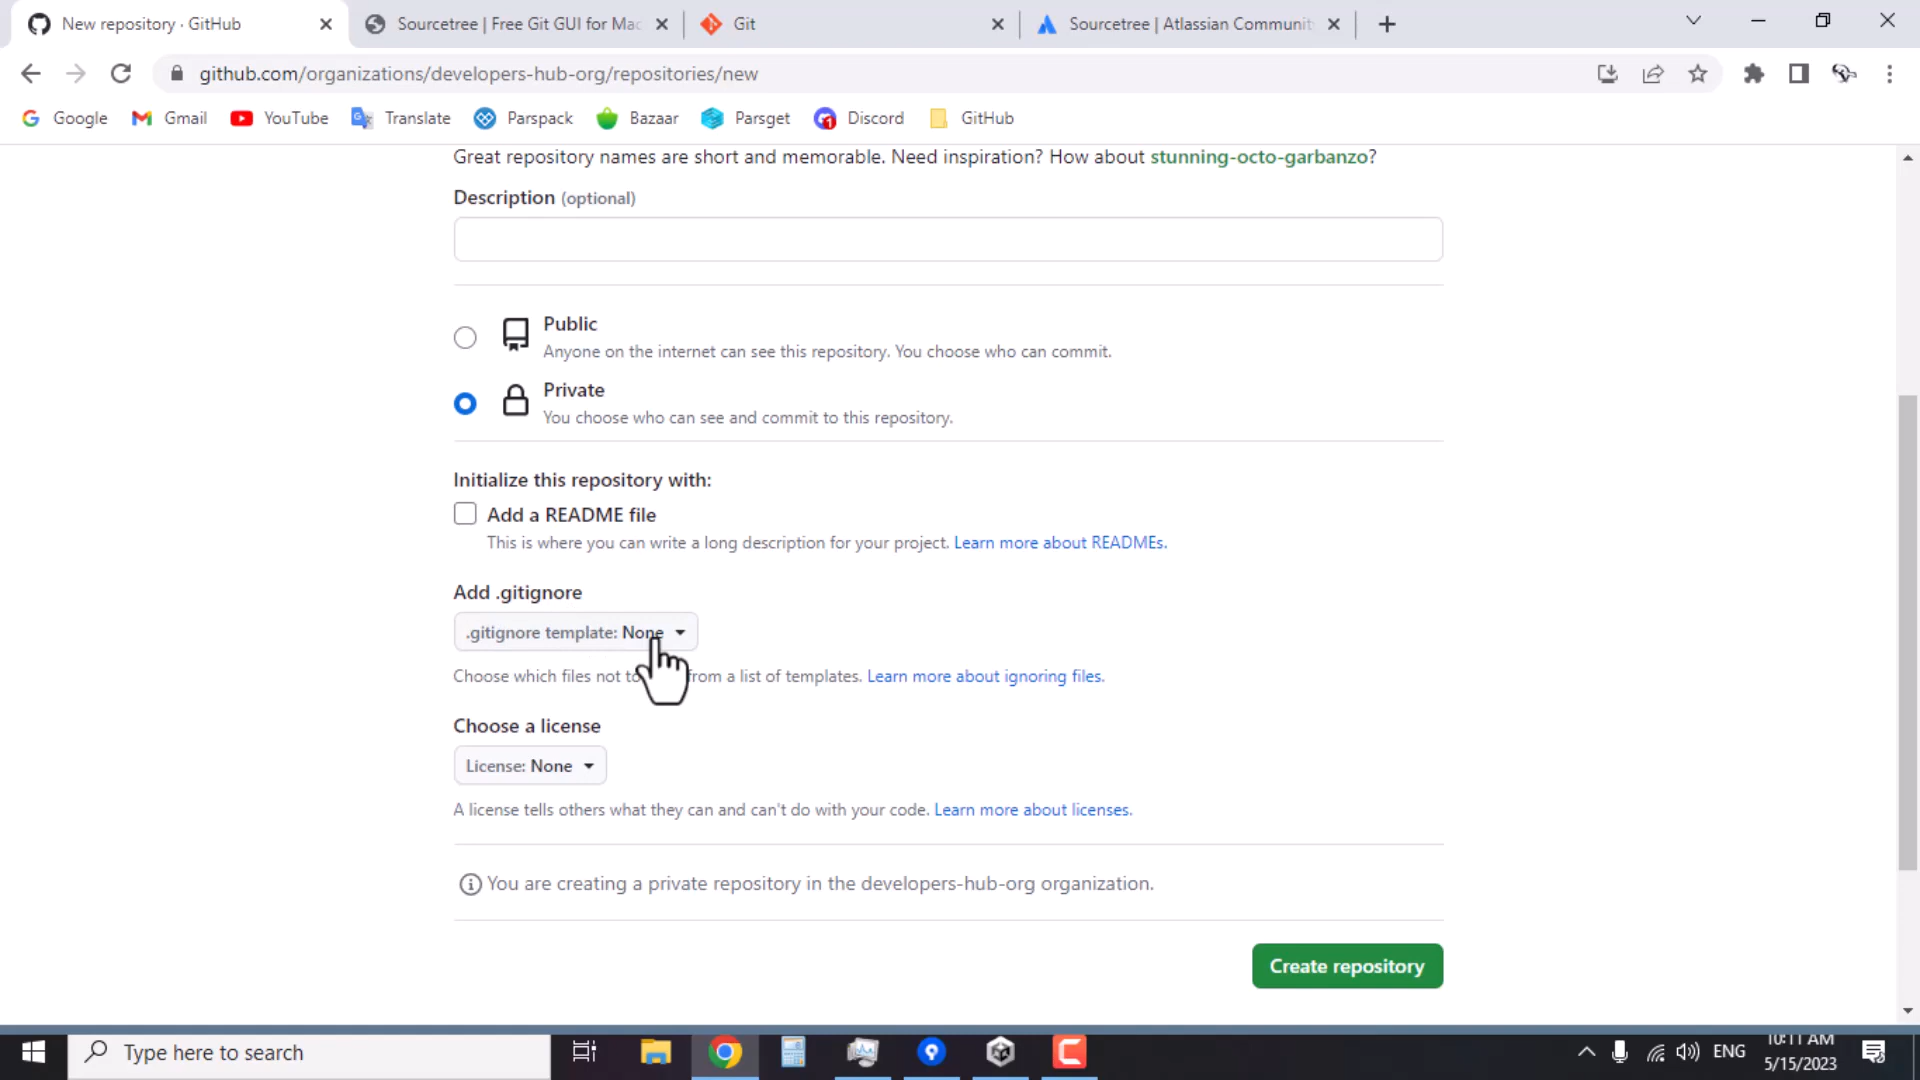 New repository · GitHub
Sourcetree | Free Git GUI for Mac
Git
Sourcetree | Atlassian Communit
github.com/organizations/developers-hub-org/repositories/new
Google
Gmail
YouTube
Translate
Parspack
Bazaar
Parsget
Discord
GitHub
Great repository names are short and memorable. Need inspiration? How about stunning-octo-garbanzo?
Description (optional)
Public
Anyone on the internet can see this repository. You choose who can commit.
Private
You choose who can see and commit to this repository.
Initialize this repository with:
Add a README file
This is where you can write a long description for your project. Learn more about READMEs.
Add .gitignore
.gitignore template: None
Choose which files not to from a list of templates. Learn more about ignoring files.
Choose a license
License: None
A license tells others what they can and can't do with your code. Learn more about licenses.
You are creating a private repository in the developers-hub-org organization.
Create repository
Type here to search
ENG
10:11 AM
5/15/2023